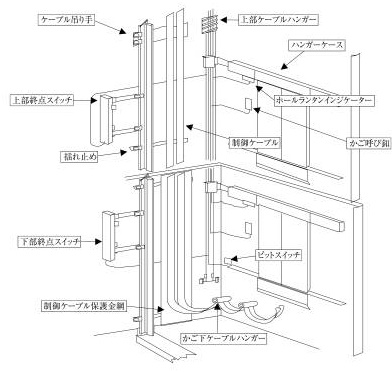 ケーブル吊り手
上部ケーブルハンガー
ハンガーケース
上部終点スイッチ
ホールランタンインジケーター
制御ケーブル
かご呼び釦
揺れ止め
下部終点スイッチ
ピットスイッチ
制御ケーブル保護金網
かご下ケーブルハンガー